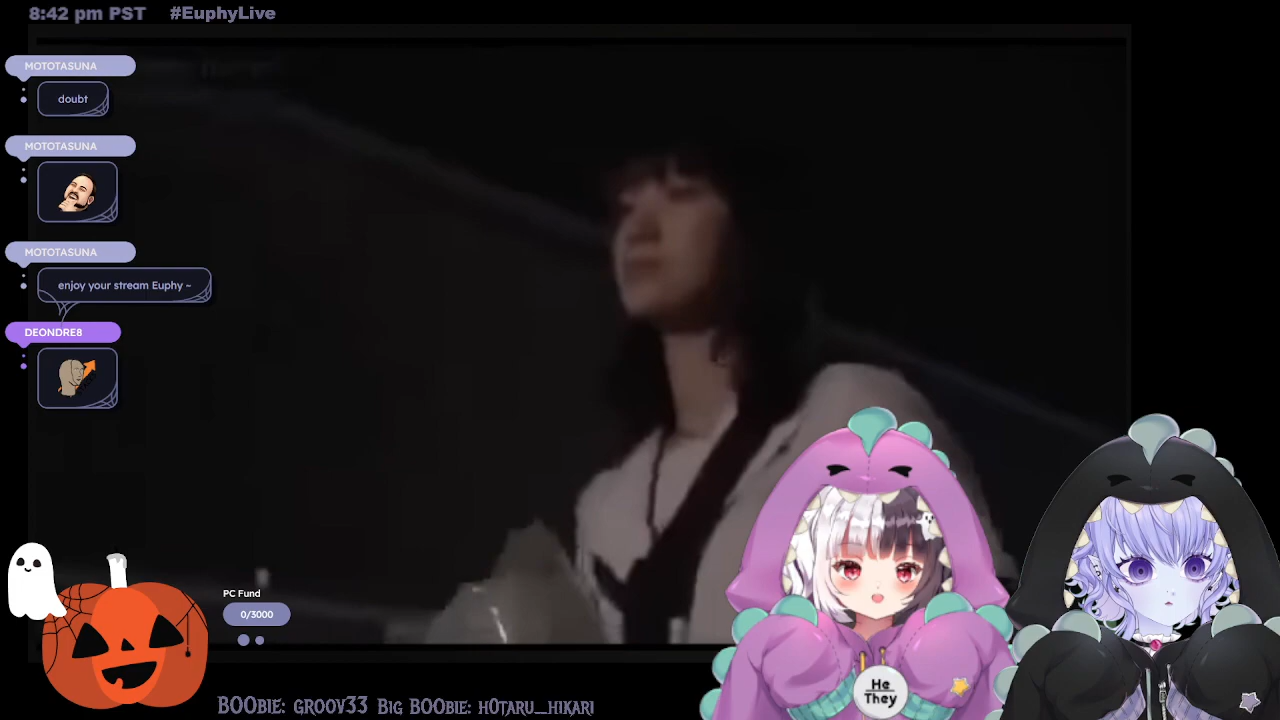 8:42 pm PST #EuphyLive
MOTOTASUNA
doubt
MOTOTASUNA
MOTOTASUNA
enjoy your stream Euphy ~
DEONDRE8
PC Fund
0/3000
He
They
BOObie: groov33 Big BOObie: h0taru_hikari